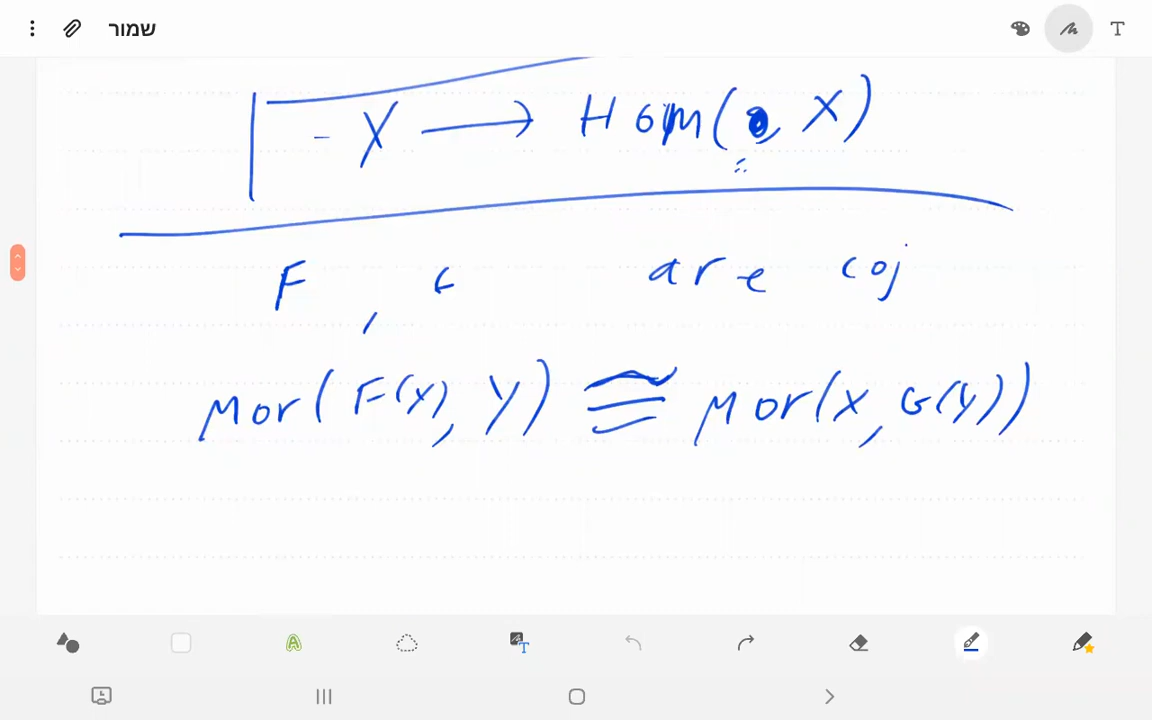 שמור
T
- X → Hom(•, X)
F, G are coj
Mor(F(X), Y) ≅ Mor(X, G(Y))